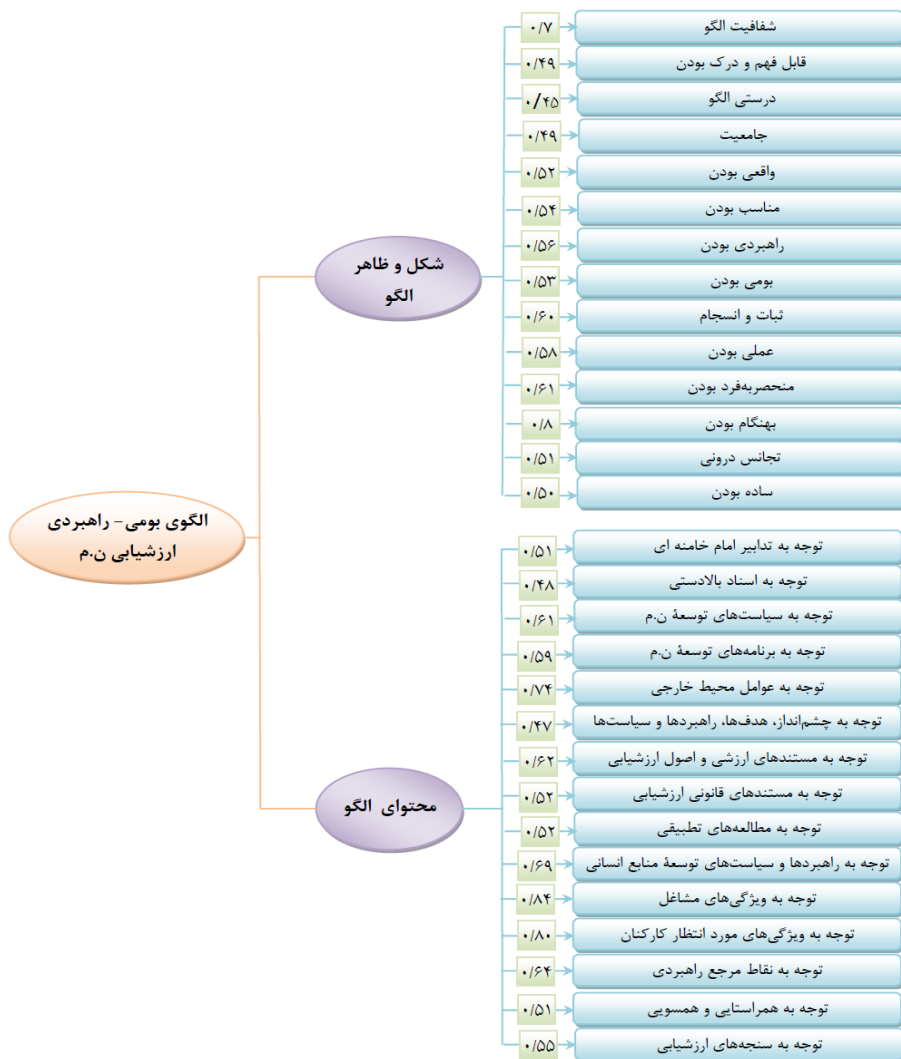 الگوی بومی- راهبردی
ارزشیابی ن.م
شکل و ظاهر
الگو
۰/۷ شفافیت الگو
۰/۴۹ قابل فهم و درک بودن
۰/۴۵ درستی الگو
۰/۴۹ جامعیت
۰/۵۲ واقعی بودن
۰/۵۴ مناسب بودن
۰/۵۶ راهبردی بودن
۰/۵۳ بومی بودن
۰/۶۰ ثبات و انسجام
۰/۵۸ عملی بودن
۰/۶۱ منحصربه‌فرد بودن
۰/۸ بهنگام بودن
۰/۵۱ تجانس درونی
۰/۵۰ ساده بودن
محتوای الگو
۰/۵۱ توجه به تدابیر امام خامنه ای
۰/۴۸ توجه به اسناد بالادستی
۰/۶۱ توجه به سیاست‌های توسعهٔ ن.م
۰/۵۹ توجه به برنامه‌های توسعهٔ ن.م
۰/۷۴ توجه به عوامل محیط خارجی
۰/۴۷ توجه به چشم‌انداز، هدف‌ها، راهبردها و سیاست‌ها
۰/۶۲ توجه به مستندهای ارزشی و اصول ارزشیابی
۰/۵۲ توجه به مستندهای قانونی ارزشیابی
۰/۵۲ توجه به مطالعه‌های تطبیقی
۰/۶۹ توجه به راهبردها و سیاست‌های توسعهٔ منابع انسانی
۰/۸۴ توجه به ویژگی‌های مشاغل
۰/۸۰ توجه به ویژگی‌های مورد انتظار کارکنان
۰/۶۴ توجه به نقاط مرجع راهبردی
۰/۵۱ توجه به همراستایی و همسویی
۰/۵۵ توجه به سنجه‌های ارزشیابی